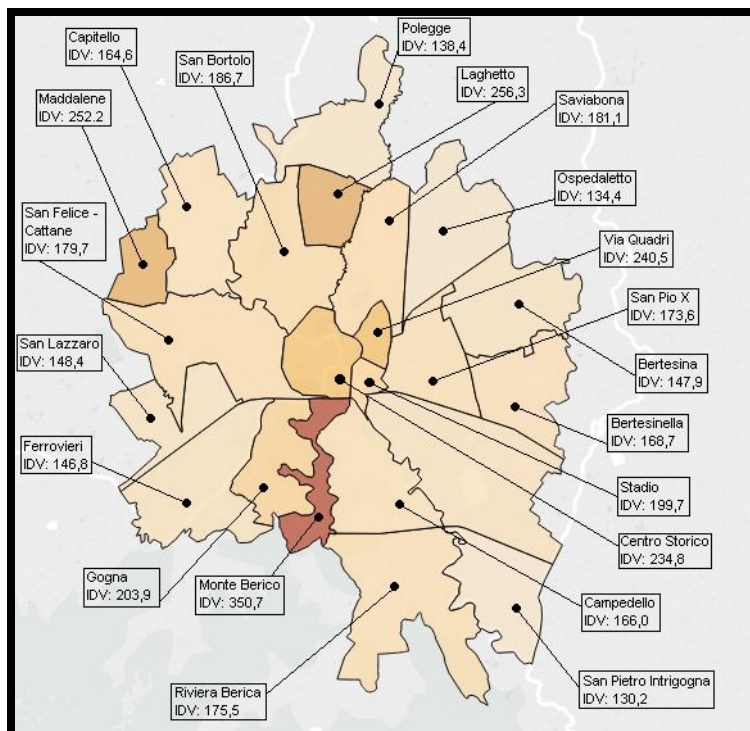 Polegge
IDV: 138,4
Capitello
IDV: 164,6
San Bortolo
IDV: 186,7
Laghetto
IDV: 256,3
Maddalene
IDV: 252.2
Saviabona
IDV: 181,1
Ospedaletto
IDV: 134,4
San Felice -
Cattane
IDV: 179,7
Via Quadri
IDV: 240,5
San Pio X
IDV: 173,6
San Lazzaro
IDV: 148,4
Bertesina
IDV: 147,9
Bertesinella
IDV: 168,7
Ferrovieri
IDV: 146,8
Stadio
IDV: 199,7
Centro Storico
IDV: 234,8
Gogna
IDV: 203,9
Monte Berico
IDV: 350,7
Campedello
IDV: 166,0
San Pietro Intrigogna
IDV: 130,2
Riviera Berica
IDV: 175,5